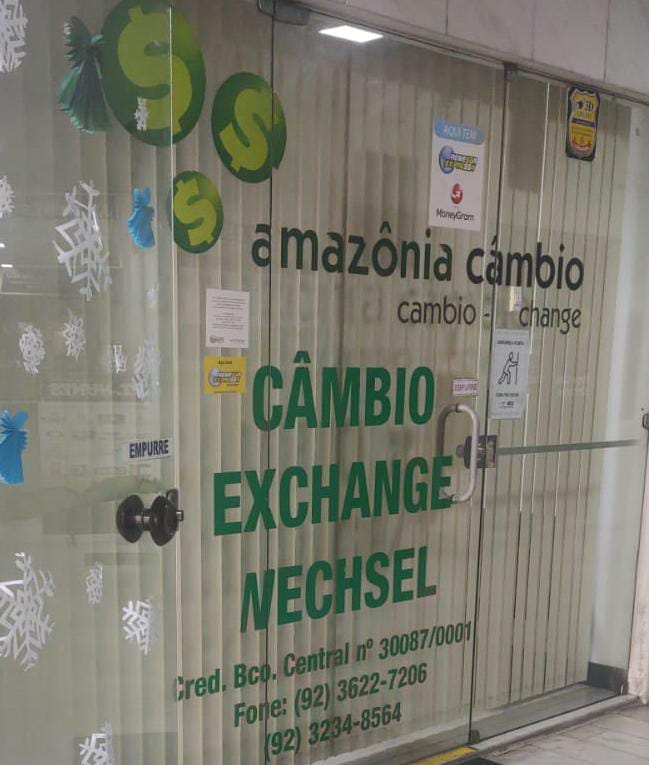 AQUI TEM
MoneyGram
amazônia câmbio
cambio - change
CÂMBIO
EMPURRE
EXCHANGE
EMPURRE
NECHSEL
Cred. Bco. Central nº 30087/0001
Fone: (92) 3622-7206
(92) 3234-8564